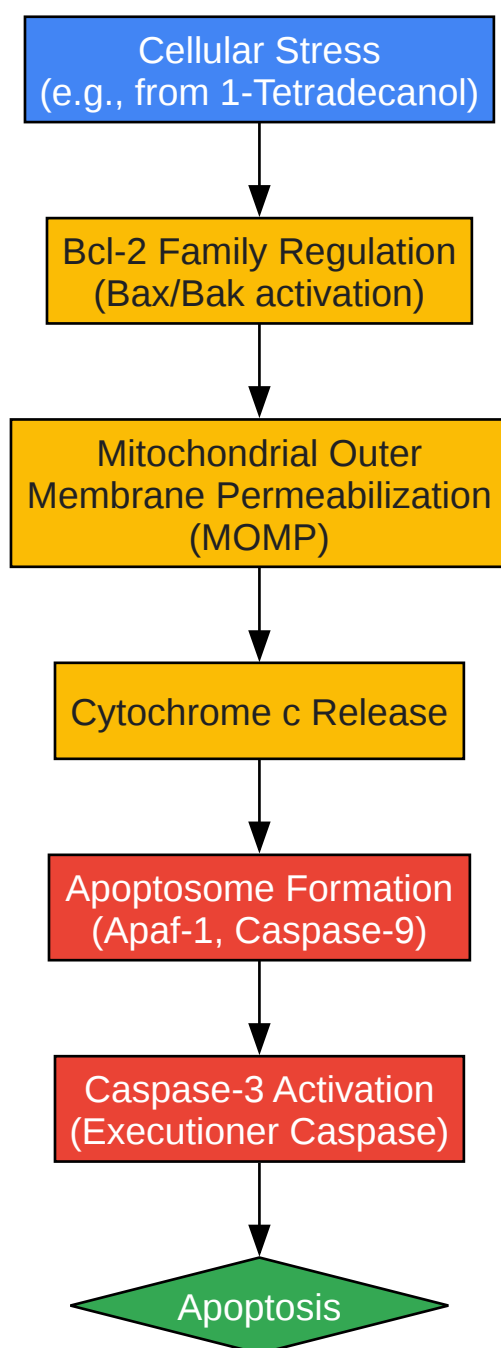 Cellular Stress
(e.g., from 1-Tetradecanol)
Bcl-2 Family Regulation
(Bax/Bak activation)
Mitochondrial Outer
Membrane Permeabilization
(MOMP)
Cytochrome c Release
Apoptosome Formation
(Apaf-1, Caspase-9)
Caspase-3 Activation
(Executioner Caspase)
Apoptosis